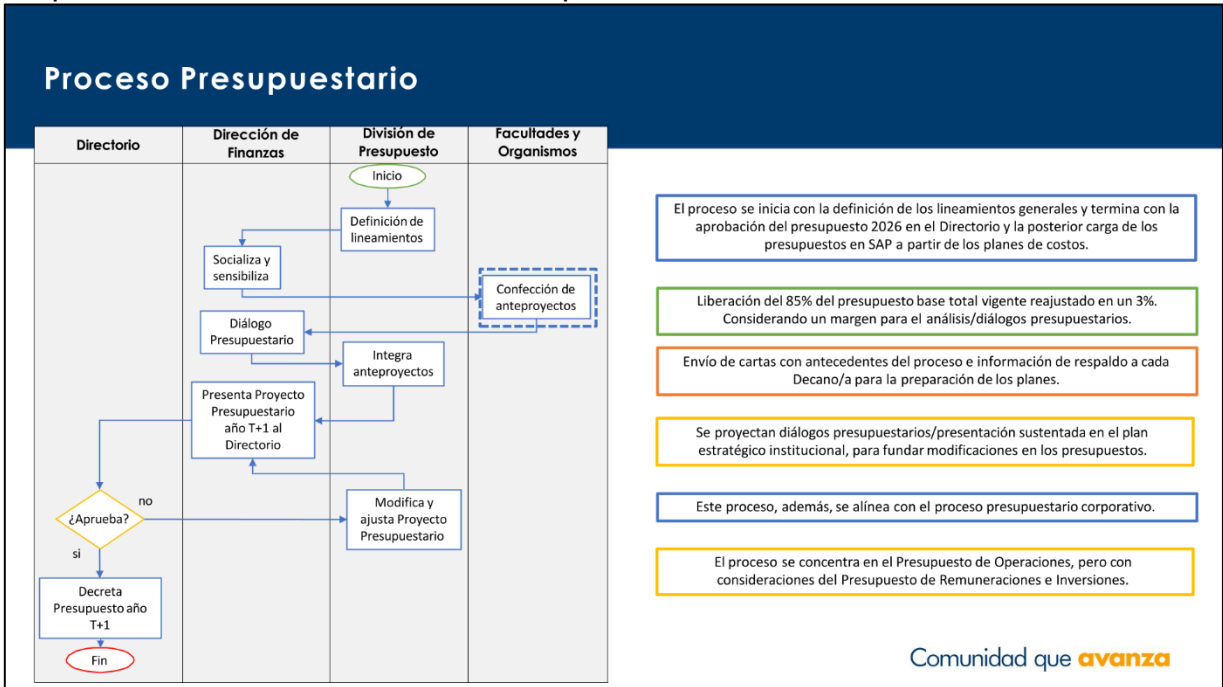 Proceso Presupuestario
Directorio
Dirección de
Finanzas
División de
Presupuesto
Facultades y
Organismos
Inicio
Definición de
lineamientos
Socializa y
sensibiliza
Confección de
anteproyectos
Diálogo
Presupuestario
Integra
anteproyectos
Presenta Proyecto
Presupuestario
año T+1 al
Directorio
¿Aprueba?
no
si
Modifica y
ajusta Proyecto
Presupuestario
Decreta
Presupuesto año
T+1
Fin
El proceso se inicia con la definición de los lineamientos generales y termina con la
aprobación del presupuesto 2026 en el Directorio y la posterior carga de los
presupuestos en SAP a partir de los planes de costos.
Liberación del 85% del presupuesto base total vigente reajustado en un 3%.
Considerando un margen para el análisis/diálogos presupuestarios.
Envío de cartas con antecedentes del proceso e información de respaldo a cada
Decano/a para la preparación de los planes.
Se proyectan diálogos presupuestarios/presentación sustentada en el plan
estratégico institucional, para fundar modificaciones en los presupuestos.
Este proceso, además, se alínea con el proceso presupuestario corporativo.
El proceso se concentra en el Presupuesto de Operaciones, pero con
consideraciones del Presupuesto de Remuneraciones e Inversiones.
Comunidad que avanza